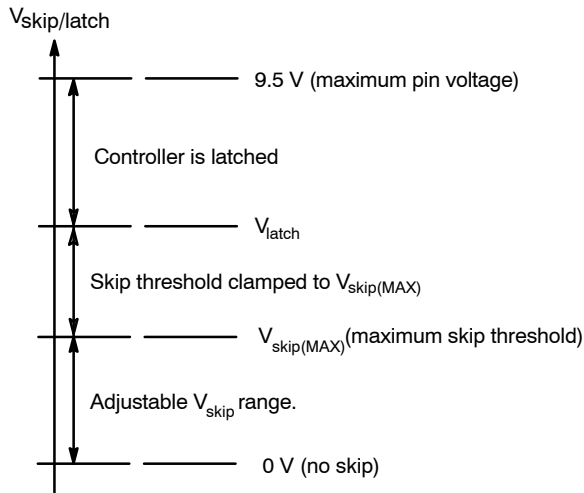 Vskip/latch
9.5 V (maximum pin voltage)
Controller is latched
Vlatch
Skip threshold clamped to Vskip(MAX)
Vskip(MAX) (maximum skip threshold)
Adjustable Vskip range.
0 V (no skip)